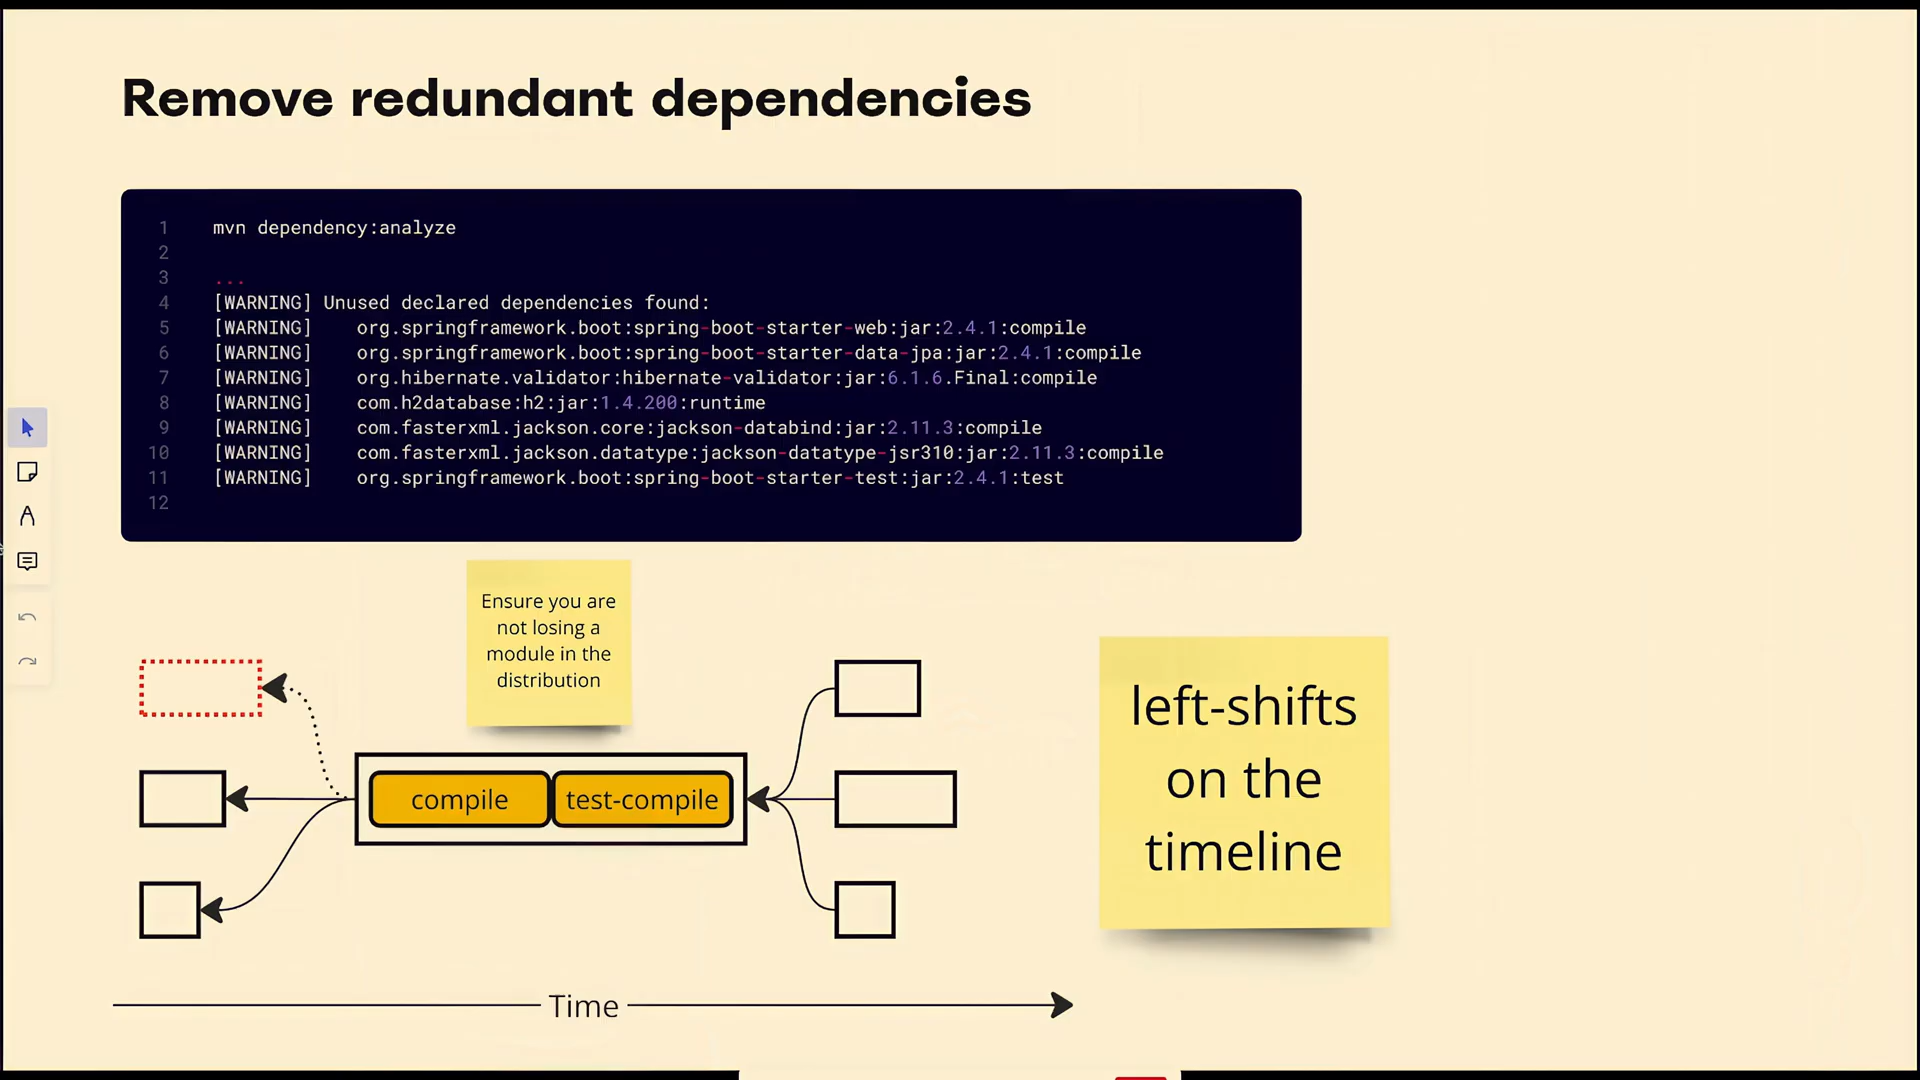 Remove redundant dependencies
1 mvn dependency:analyze
2
3 ...
4 [WARNING] Unused declared dependencies found:
5 [WARNING]    org.springframework.boot:spring-boot-starter-web:jar:2.4.1:compile
6 [WARNING]    org.springframework.boot:spring-boot-starter-data-jpa:jar:2.4.1:compile
7 [WARNING]    org.hibernate.validator:hibernate-validator:jar:6.1.6.Final:compile
8 [WARNING]    com.h2database:h2:jar:1.4.200:runtime
9 [WARNING]    com.fasterxml.jackson.core:jackson-databind:jar:2.11.3:compile
10 [WARNING]    com.fasterxml.jackson.datatype:jackson-datatype-jsr310:jar:2.11.3:compile
11 [WARNING]    org.springframework.boot:spring-boot-starter-test:jar:2.4.1:test
12
Ensure you are
not losing a
module in the
distribution
compile
test-compile
left-shifts
on the
timeline
Time